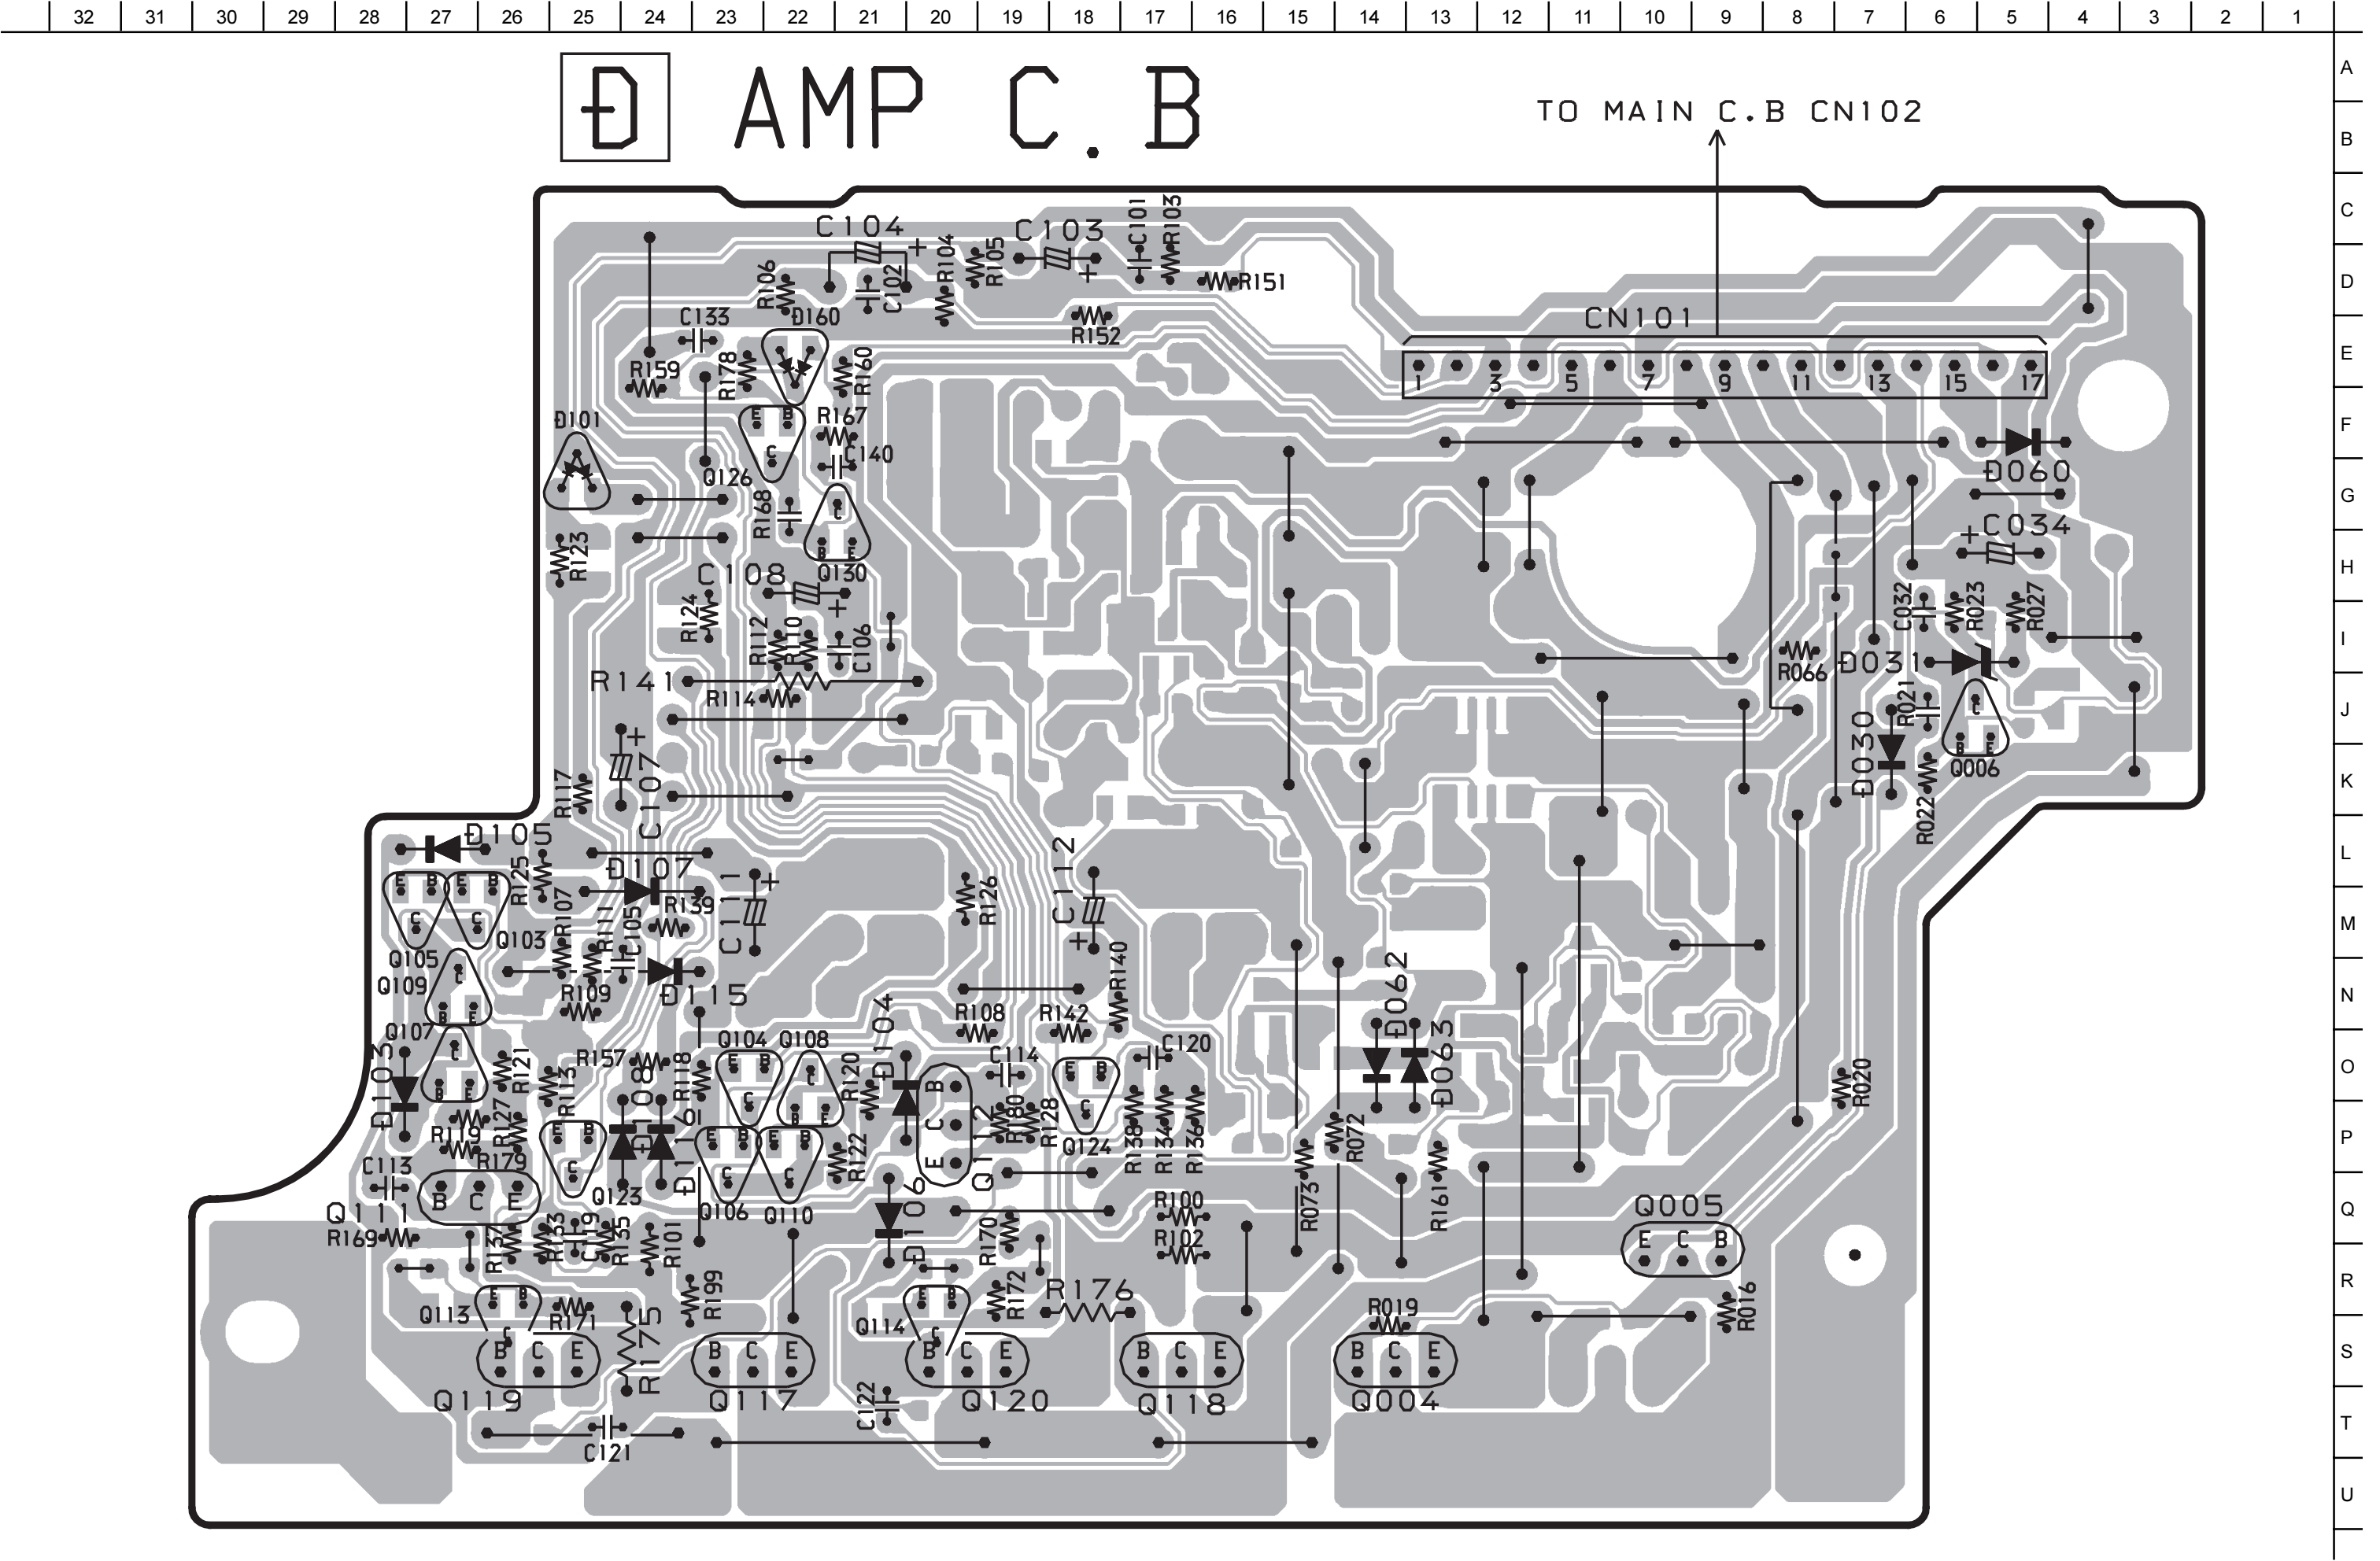 32 31 30 29 28 27 26 25 24 23 22 21 20 19 18 17 16 15 14 13 12 11 10 9 8 7 6 5 4 3 2 1
A
B
C
D
E
F
G
H
I
J
K
L
M
N
O
P
Q
R
S
T
U
D AMP C.B
TO MAIN C.B CN102
C104 +
C103 +
C101
R103
R104
R105
R106
C102
R151
C133
D160
R152
CN101
R159
R178
R160
1 3 5 7 9 11 13 15 17
D101
E B
C
R167
C140
Q126
D060
R168
C
B E
Q130
+ C034
R123
C108 +
R124
R112
R110
C106
C032
R023
R027
R141
R114
R066
D031
R021
C
B E
Q006
D030
R022
+
C107
R117
D105
R125
D107
C111 +
R139
R126
C112 +
E B E B
C C
Q103
Q105
R107
R111
C105
R140
Q109
C
B E
R109
D115
D062
D063
Q107
C
B E
D103
R121
R113
R157
R118
Q104
Q108
E B
C
C
B E
R120
D104
R108
R142
C114
C120
E B
C
Q124
R020
R127
R119
R179
D108
D116
E B
C
Q123
E B E B
C C
Q106
Q110
R122
B
C
E
Q112
R180
R128
R138
R134
R136
R072
R073
R161
C113
B C E
Q111
R169
R137
R133
C119
R135
R101
D106
R170
R100
R102
Q005
E C B
R016
Q113
E B
C
R171
R175
R199
Q114
E B
C
R172
R176
R019
B C E
Q119
B C E
Q117
B C E
Q120
B C E
Q118
B C E
Q004
C122
C121